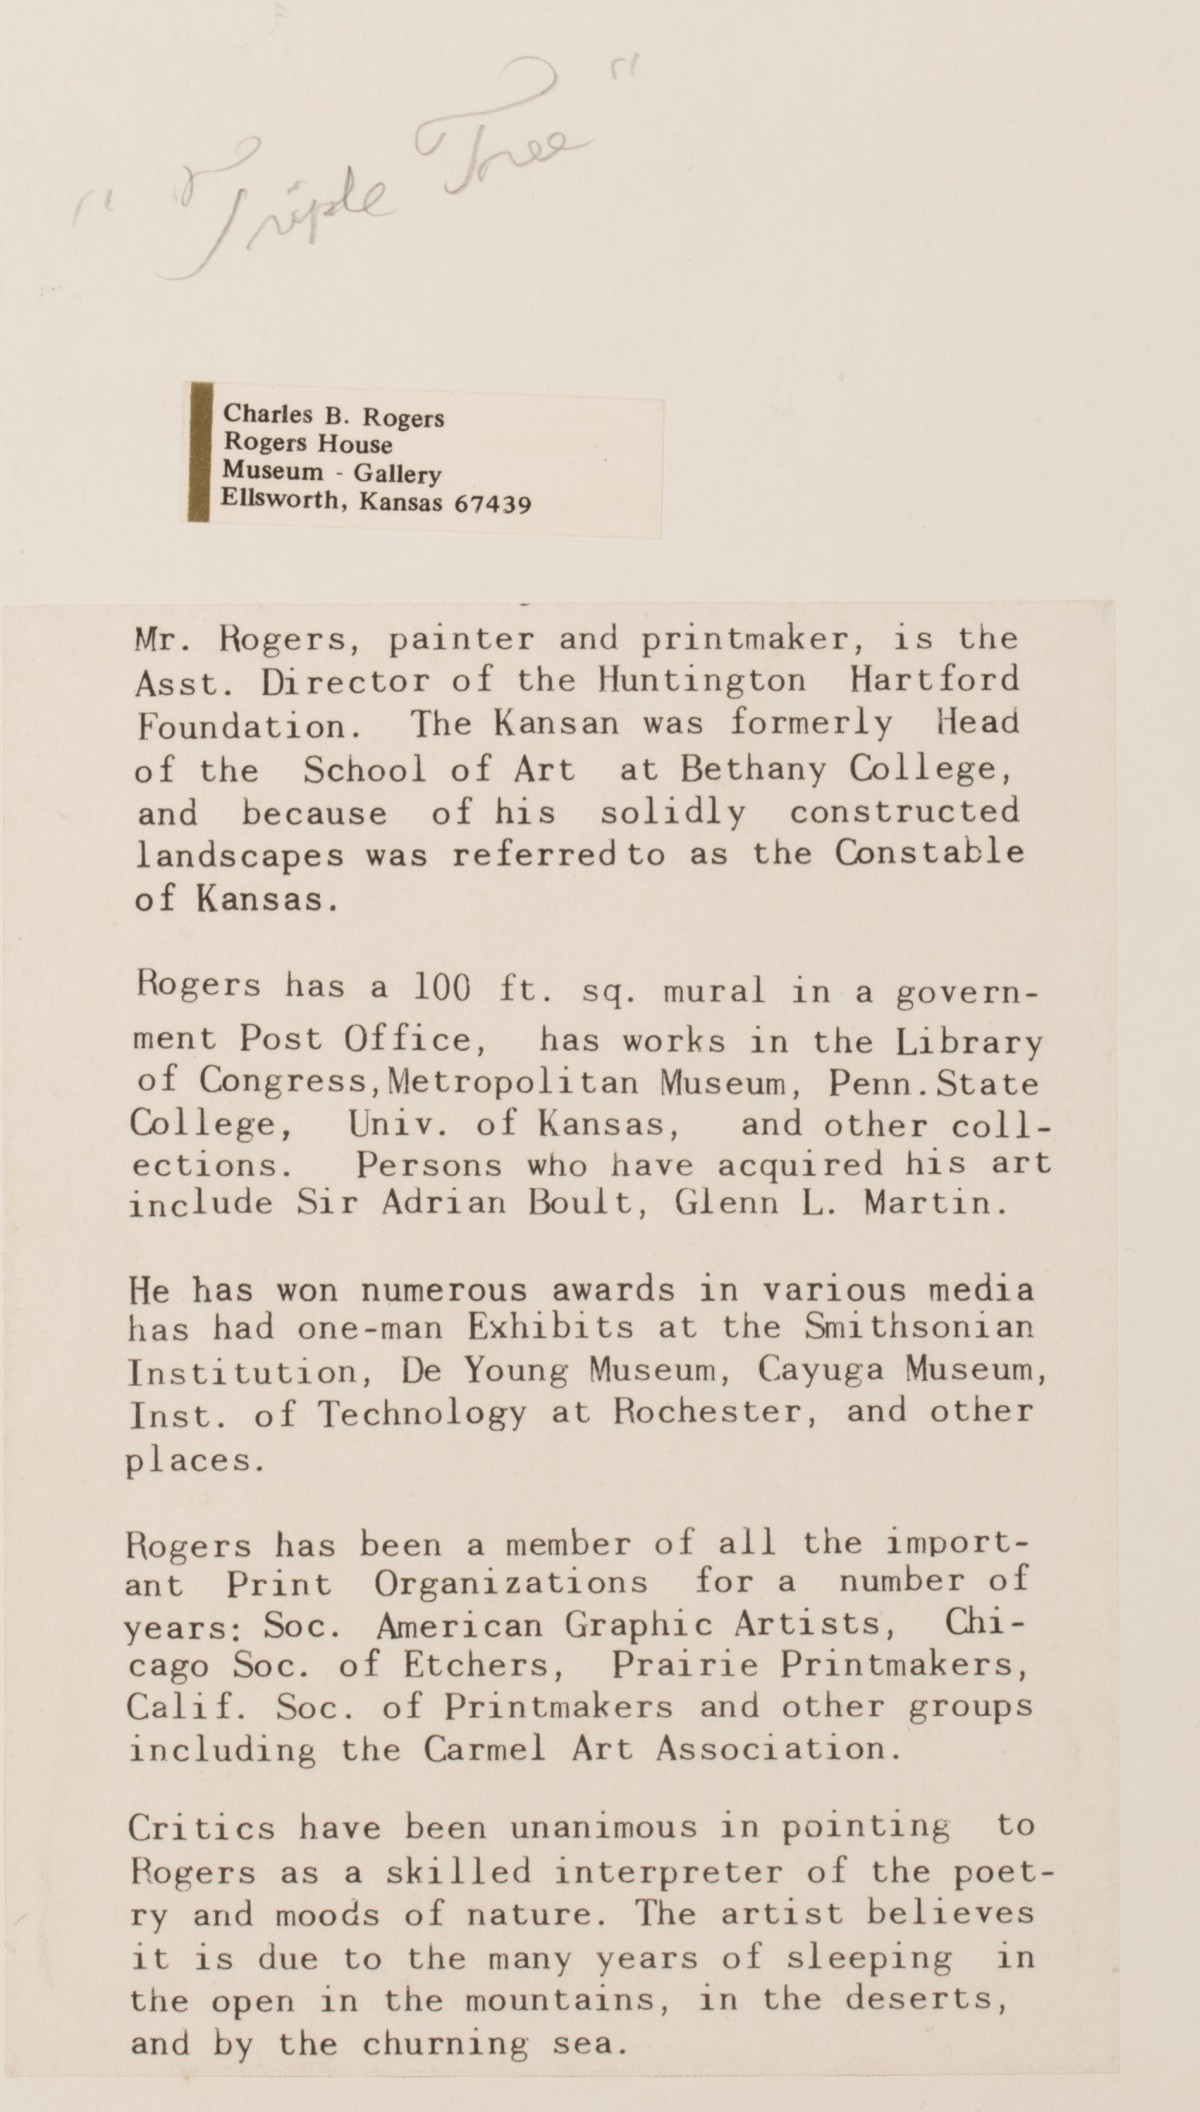 " Triple Tree "
Charles B. Rogers
Rogers House
Museum - Gallery
Ellsworth, Kansas 67439
Mr. Rogers, painter and printmaker, is the
Asst. Director of the Huntington Hartford
Foundation. The Kansan was formerly Head
of the School of Art at Bethany College,
and because of his solidly constructed
landscapes was referred to as the Constable
of Kansas.
Rogers has a 100 ft. sq. mural in a govern-
ment Post Office, has works in the Library
of Congress, Metropolitan Museum, Penn. State
College, Univ. of Kansas, and other coll-
ections. Persons who have acquired his art
include Sir Adrian Boult, Glenn L. Martin.
He has won numerous awards in various media
has had one-man Exhibits at the Smithsonian
Institution, De Young Museum, Cayuga Museum,
Inst. of Technology at Rochester, and other
places.
Rogers has been a member of all the import-
ant Print Organizations for a number of
years: Soc. American Graphic Artists, Chi-
cago Soc. of Etchers, Prairie Printmakers,
Calif. Soc. of Printmakers and other groups
including the Carmel Art Association.
Critics have been unanimous in pointing to
Rogers as a skilled interpreter of the poet-
ry and moods of nature. The artist believes
it is due to the many years of sleeping in
the open in the mountains, in the deserts,
and by the churning sea.